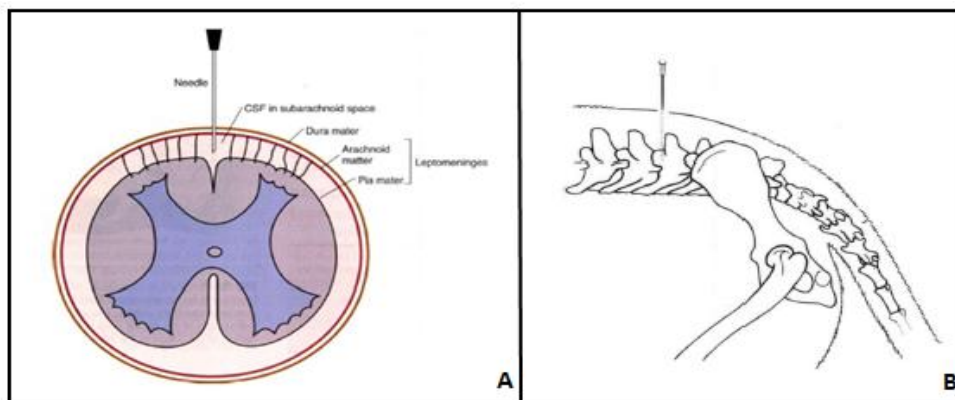 Needle
CSF in subarachnoid space
Dura mater
Arachnoid
matter
Leptomeninges
Pia mater
A
B